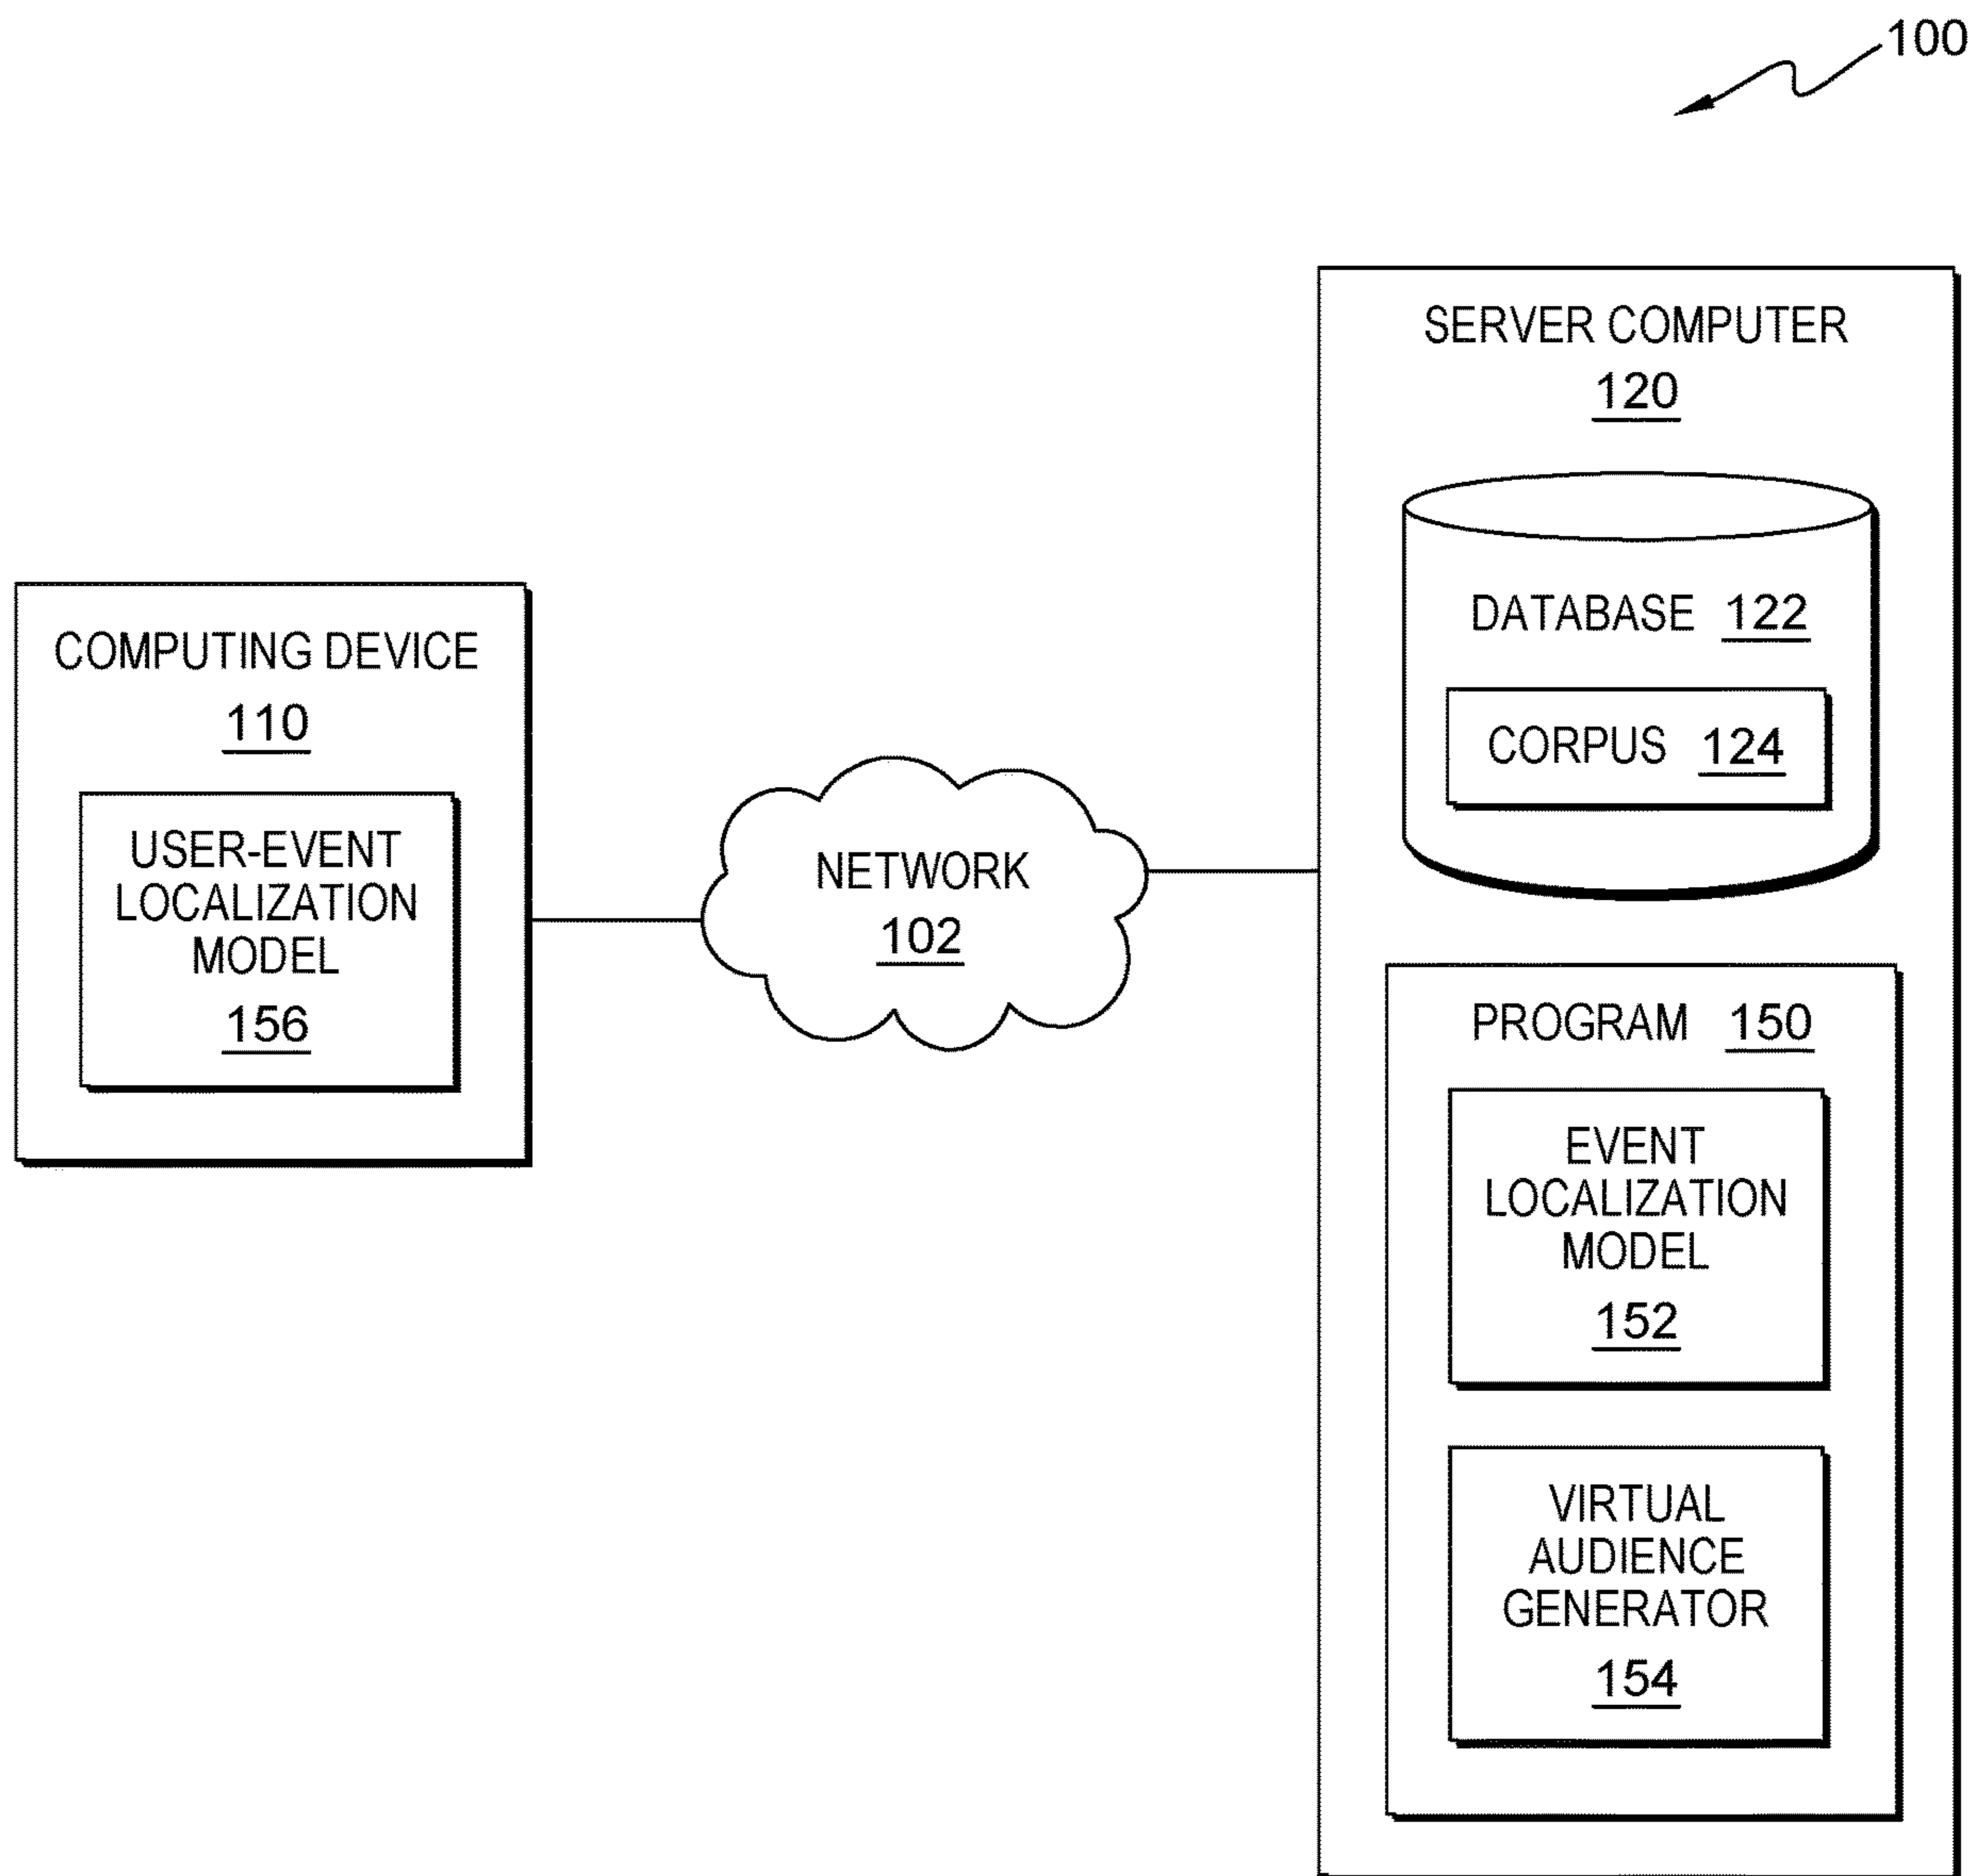 100
SERVER COMPUTER
120
DATABASE 122
CORPUS 124
COMPUTING DEVICE
110
USER-EVENT
LOCALIZATION
MODEL
156
NETWORK
102
PROGRAM 150
EVENT
LOCALIZATION
MODEL
152
VIRTUAL
AUDIENCE
GENERATOR
154